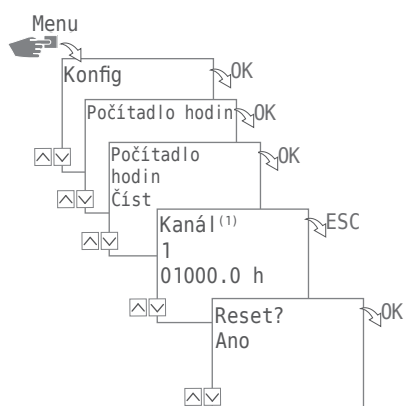 Menu
Konfig
OK
Počítadlo hodin
OK
Počítadlo
hodin
Číst
OK
Kanál(1)
1
01000.0 h
ESC
Reset?
Ano
OK